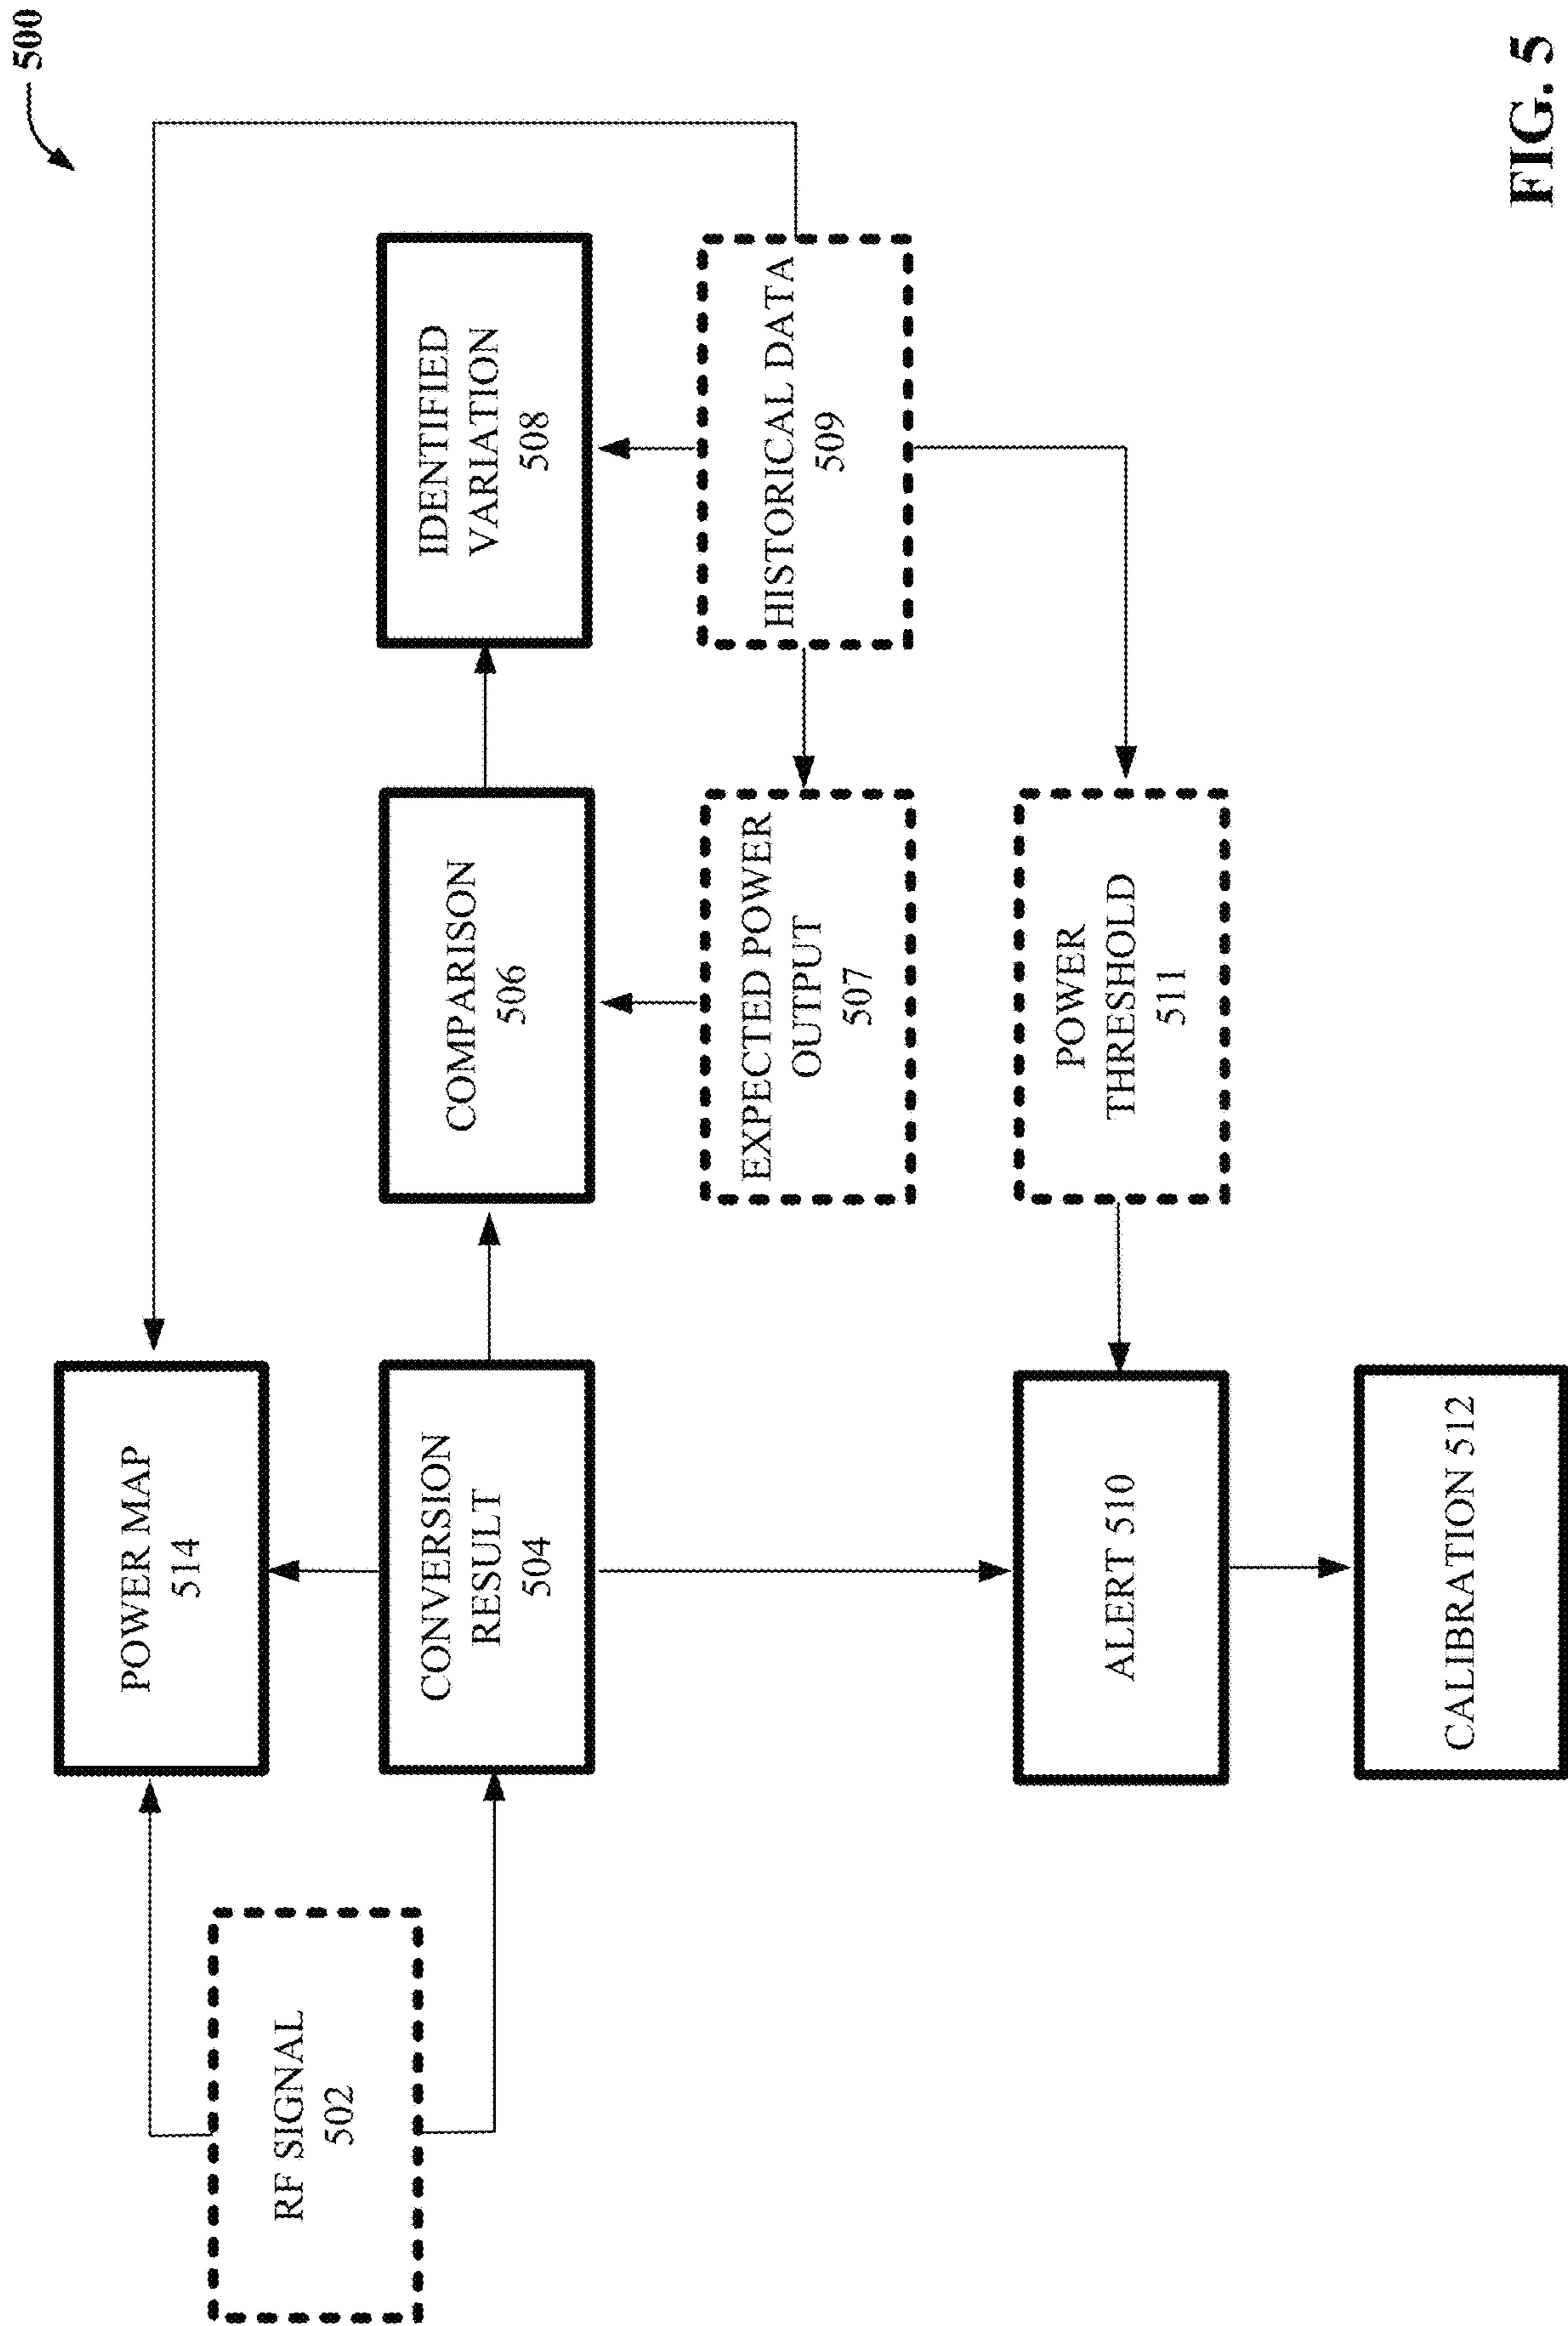 500
POWER MAP
514
RF SIGNAL
502
CONVERSION
RESULT
504
COMPARISON
506
IDENTIFIED
VARIATION
508
EXPECTED POWER
OUTPUT
507
HISTORICAL DATA
509
ALERT 510
POWER
THRESHOLD
511
CALIBRATION 512
FIG. 5